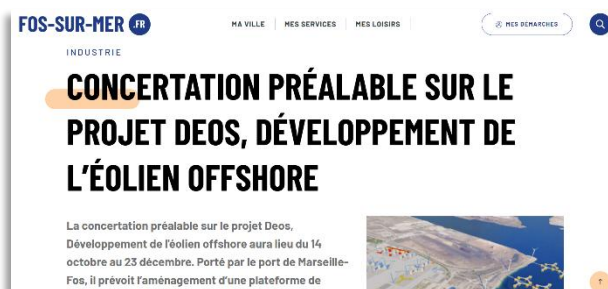 FOS-SUR-MER .FR
MA VILLE MES SERVICES MES LOISIRS
MES DÉMARCHES
INDUSTRIE
CONCERTATION PRÉALABLE SUR LE
PROJET DEOS, DÉVELOPPEMENT DE
L’ÉOLIEN OFFSHORE
La concertation préalable sur le projet Deos,
Développement de l'éolien offshore aura lieu du 14
octobre au 23 décembre. Porté par le port de Marseille-
Fos, il prévoit l’aménagement d’une plateforme de